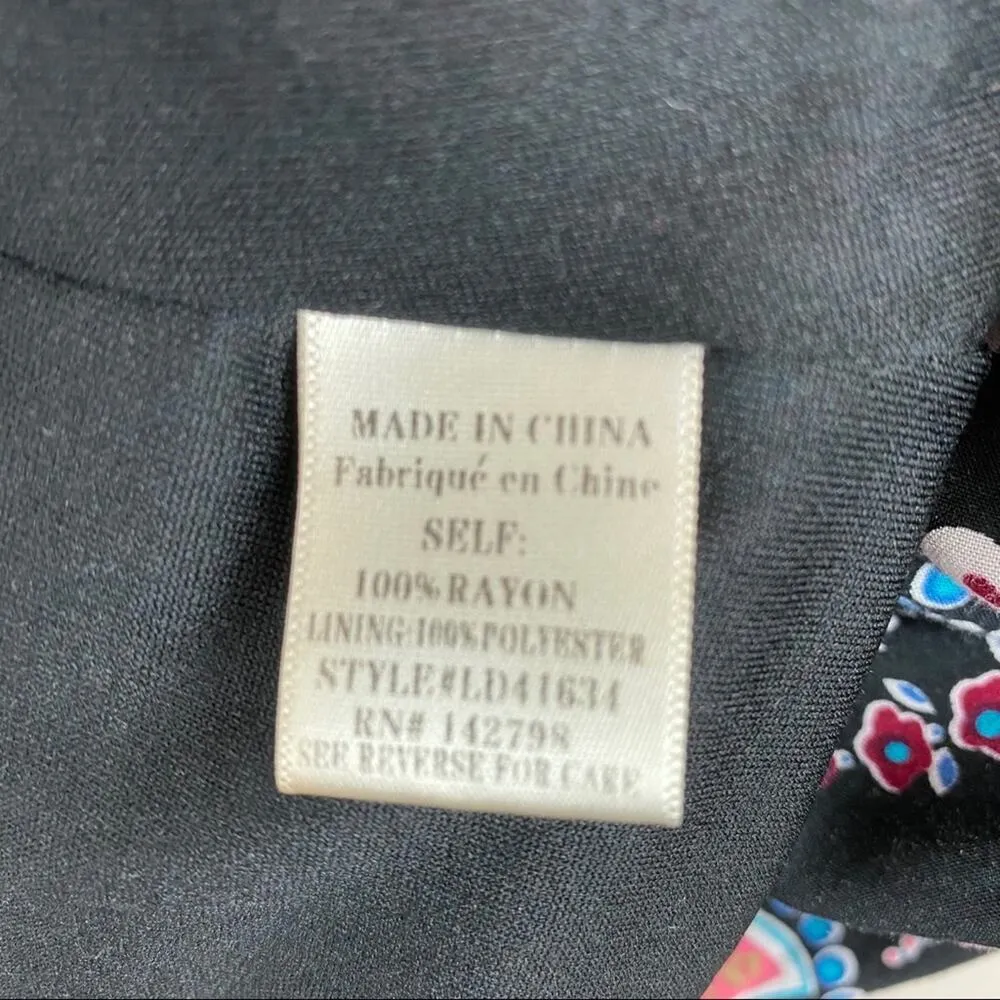 MADE IN CHINA
Fabriqué en Chine
SELF:
100% RAYON
LINING:100%POLYESTER
STYLE#LD41634
RN# 142798
SEE REVERSE FOR CARE